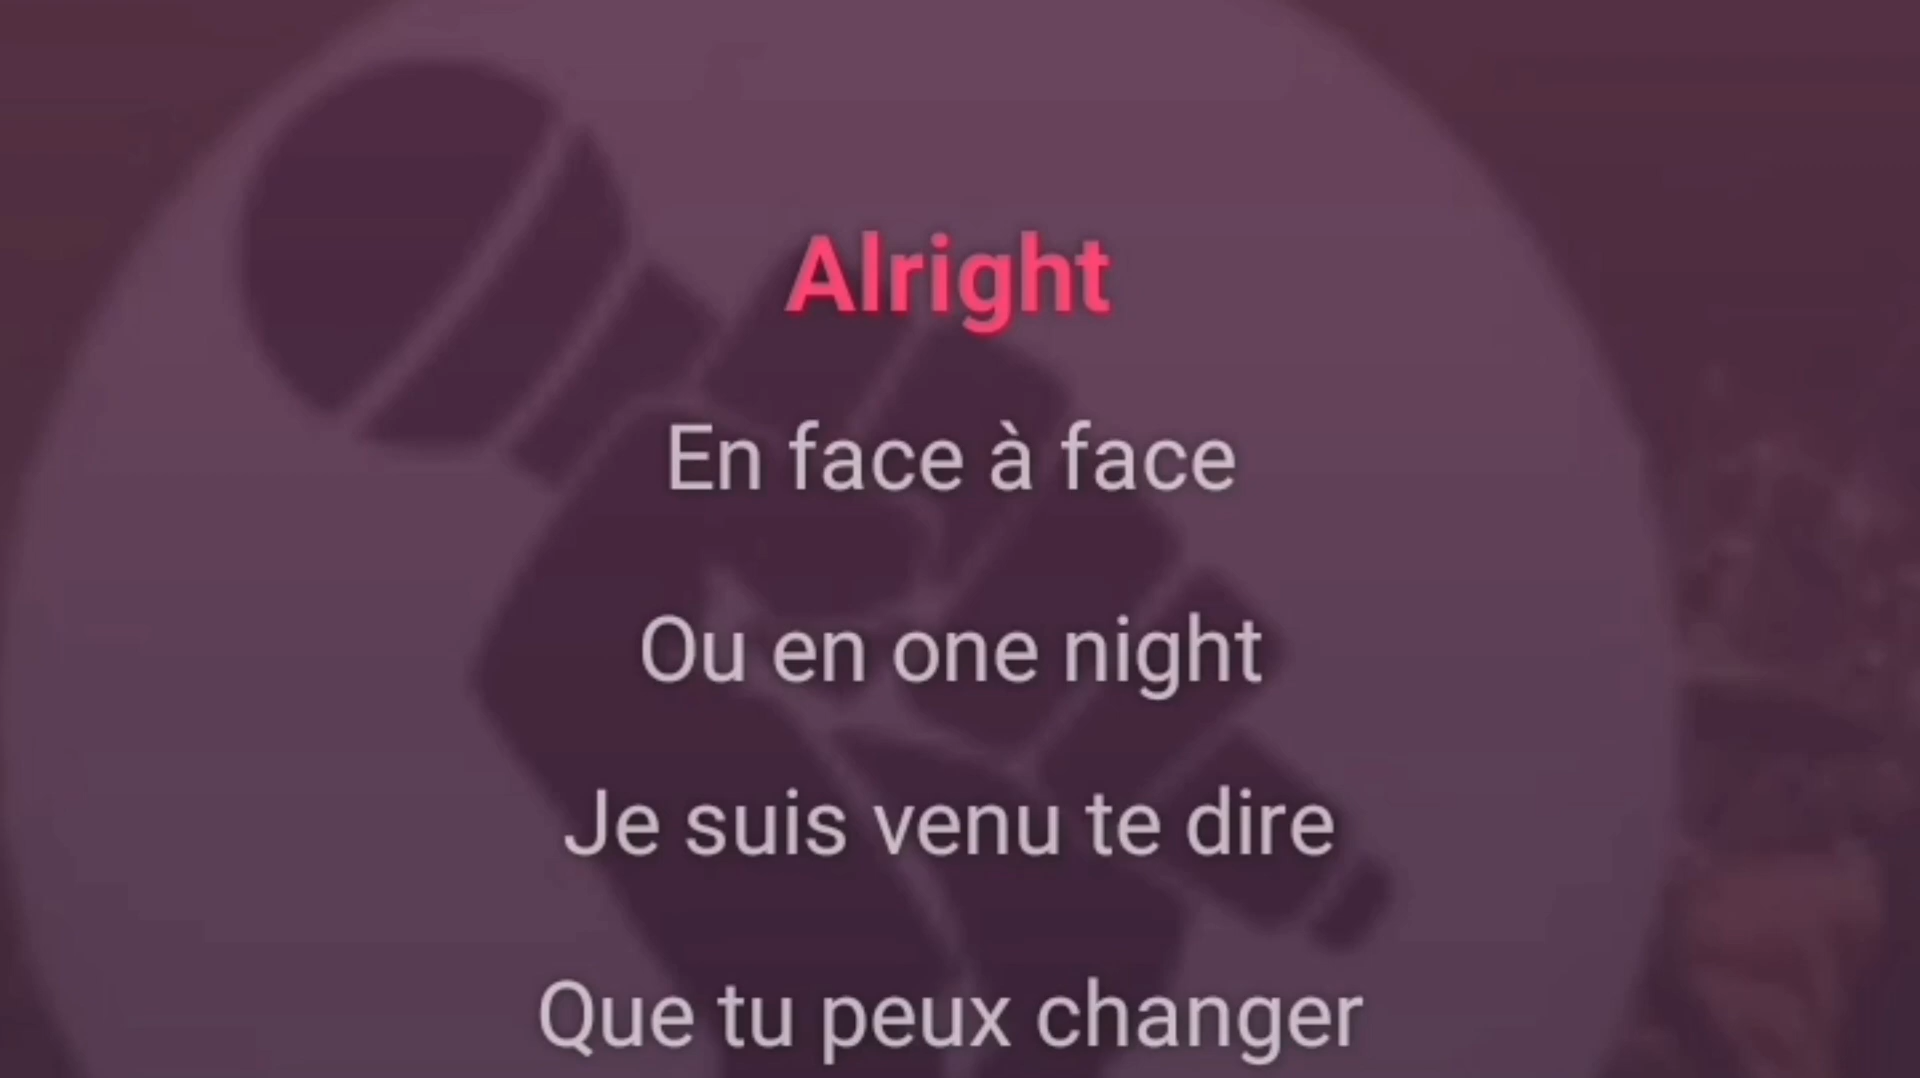 Alright
En face à face
Ou en one night
Je suis venu te dire
Que tu peux changer